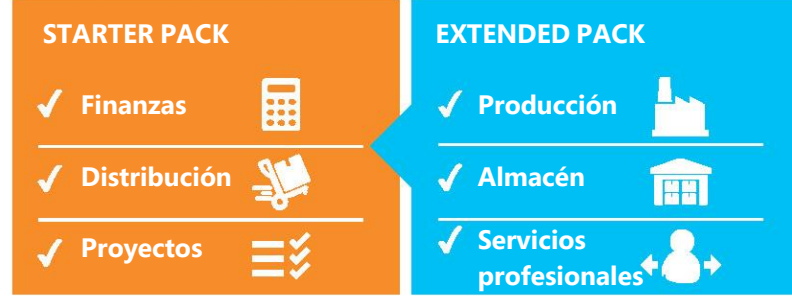 STARTER PACK
Finanzas
Distribución
Proyectos
EXTENDED PACK
Producción
Almacén
Servicios
profesionales